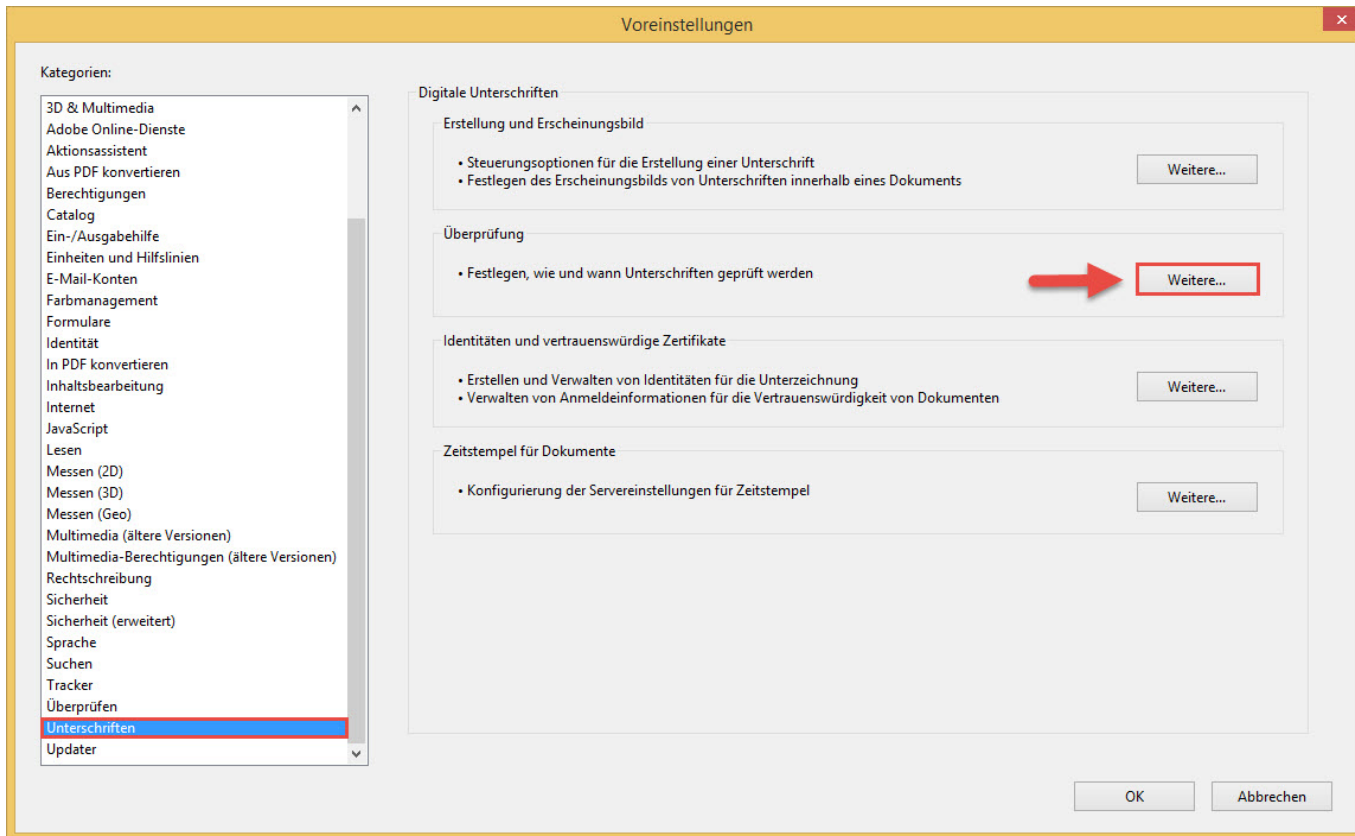 Voreinstellungen
Kategorien:
3D & Multimedia
Adobe Online-Dienste
Aktionsassistent
Aus PDF konvertieren
Berechtigungen
Catalog
Ein-/Ausgabehilfe
Einheiten und Hilfslinien
E-Mail-Konten
Farbmanagement
Formulare
Identität
In PDF konvertieren
Inhaltsbearbeitung
Internet
JavaScript
Lesen
Messen (2D)
Messen (3D)
Messen (Geo)
Multimedia (ältere Versionen)
Multimedia-Berechtigungen (ältere Versionen)
Rechtschreibung
Sicherheit
Sicherheit (erweitert)
Sprache
Suchen
Tracker
Überprüfen
Unterschriften
Updater
Digitale Unterschriften
Erstellung und Erscheinungsbild
• Steuerungsoptionen für die Erstellung einer Unterschrift
• Festlegen des Erscheinungsbilds von Unterschriften innerhalb eines Dokuments
Weitere...
Überprüfung
• Festlegen, wie und wann Unterschriften geprüft werden
Weitere...
Identitäten und vertrauenswürdige Zertifikate
• Erstellen und Verwalten von Identitäten für die Unterzeichnung
• Verwalten von Anmeldeinformationen für die Vertrauenswürdigkeit von Dokumenten
Weitere...
Zeitstempel für Dokumente
• Konfigurierung der Servereinstellungen für Zeitstempel
Weitere...
OK
Abbrechen